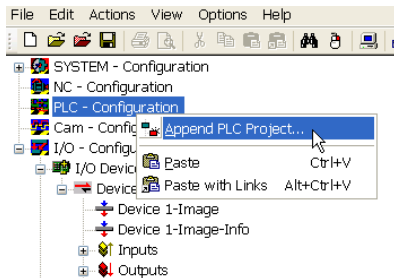 File Edit Actions View Options Help
SYSTEM - Configuration
NC - Configuration
PLC - Configuration
Cam - Config
Append PLC Project...
I/O - Configu
Paste Ctrl+V
I/O Device
Paste with Links Alt+Ctrl+V
Device
Device 1-Image
Device 1-Image-Info
Inputs
Outputs